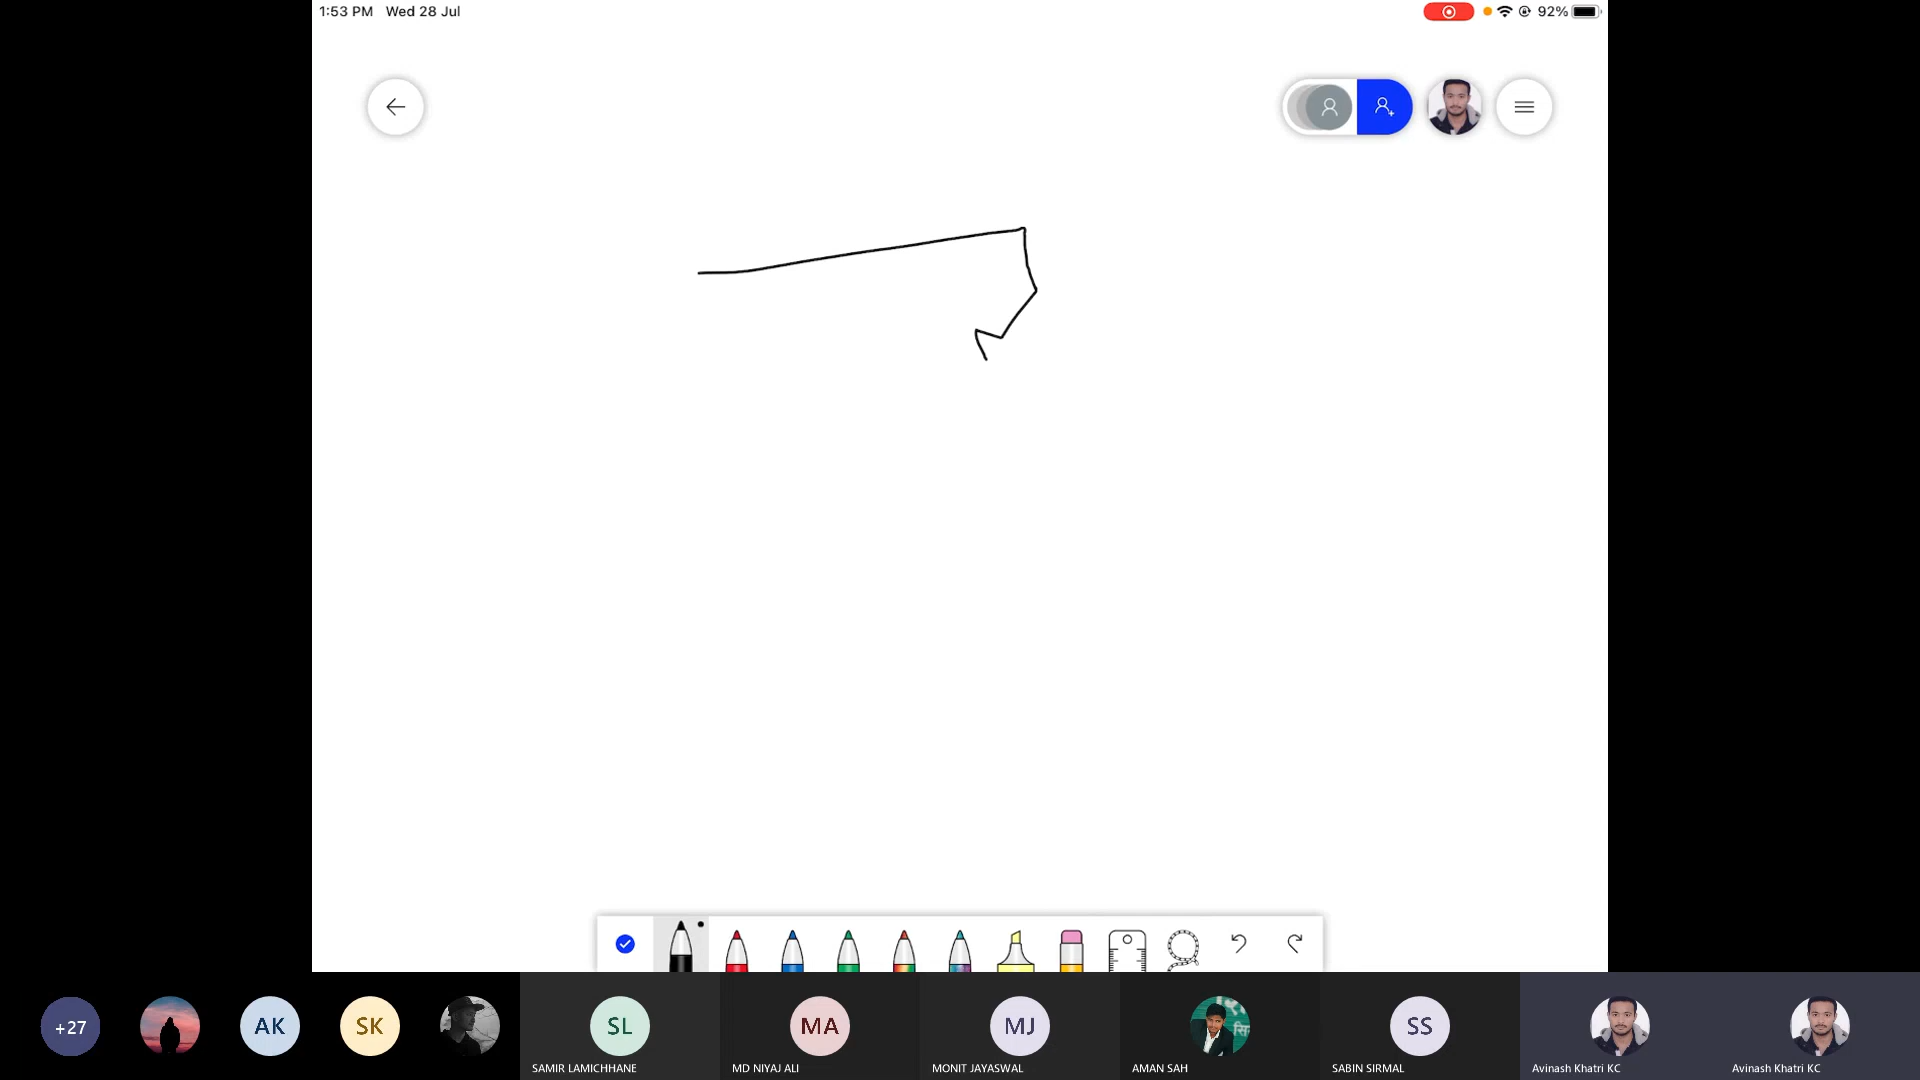 1:53 PM Wed 28 Jul
92%
+27
AK
SK
SL
MA
MJ
SS
SAMIR LAMICHHANE
MD NIYAJ ALI
MONIT JAYASWAL
AMAN SAH
SABIN SIRMAL
Avinash Khatri KC
Avinash Khatri KC